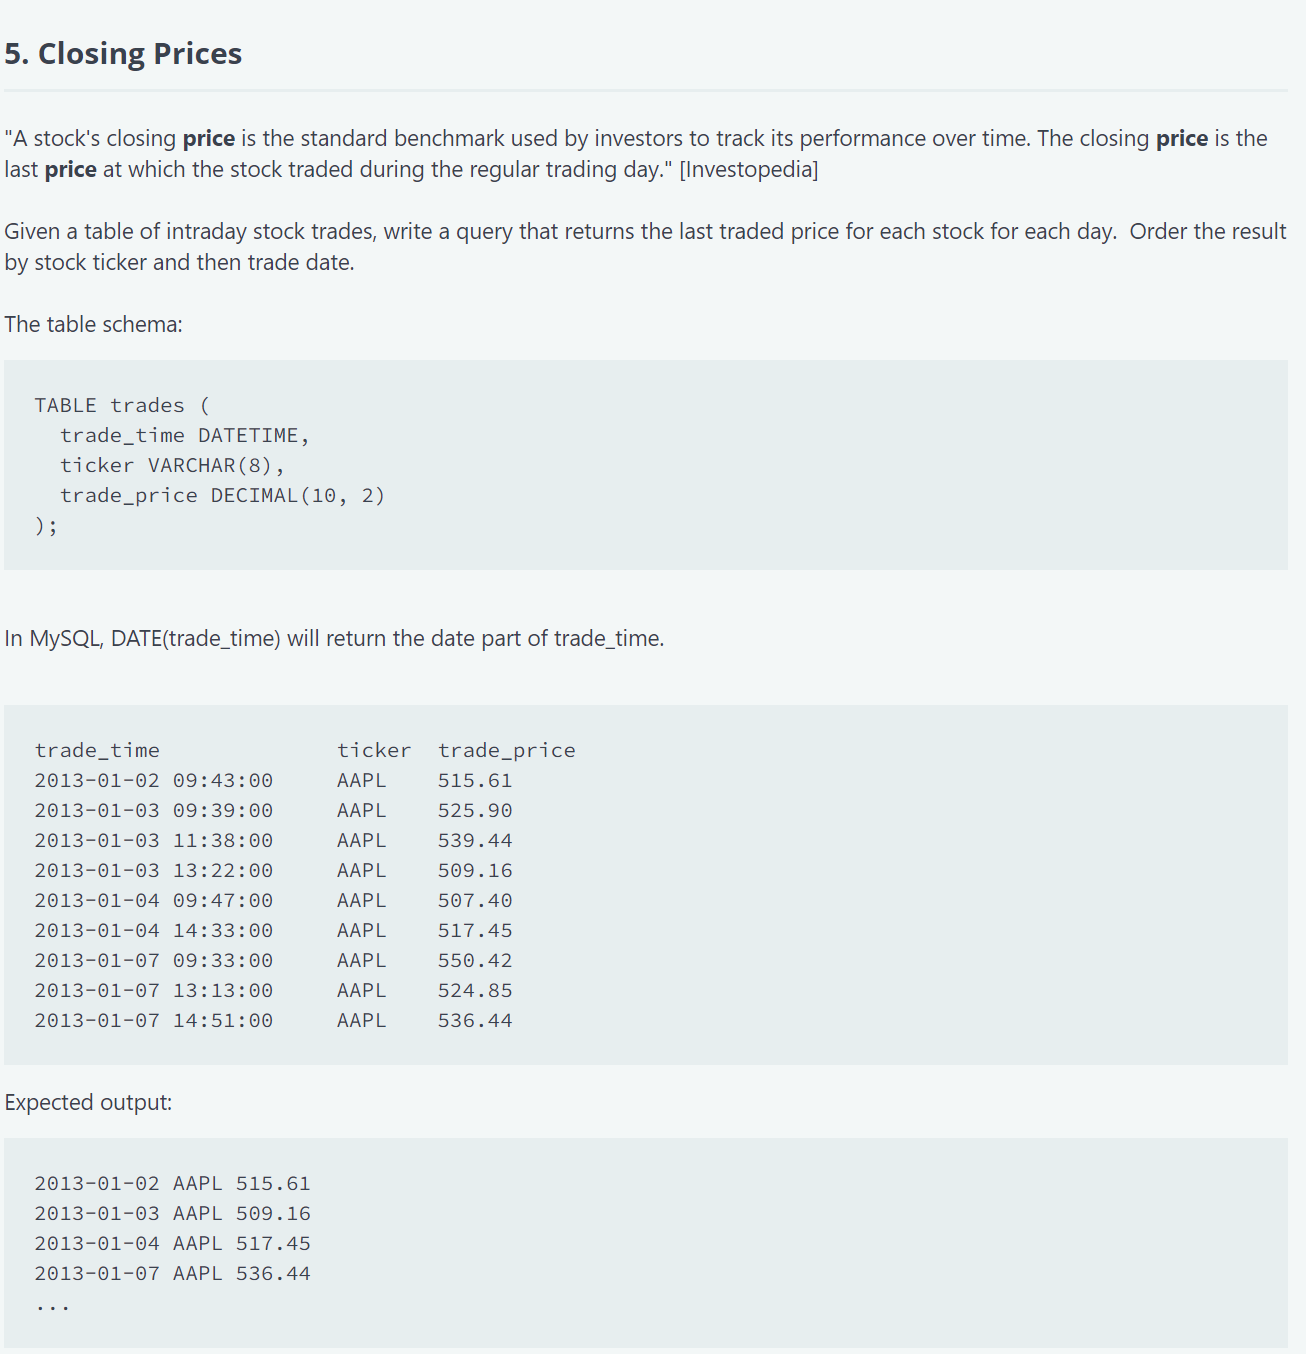 5. Closing Prices
"A stock's closing price is the standard benchmark used by investors to track its performance over time. The closing price is the
last price at which the stock traded during the regular trading day." [Investopedia]
Given a table of intraday stock trades, write a query that returns the last traded price for each stock for each day.  Order the result
by stock ticker and then trade date.
The table schema:
TABLE trades (
  trade_time DATETIME,
  ticker VARCHAR(8),
  trade_price DECIMAL(10, 2)
);
In MySQL, DATE(trade_time) will return the date part of trade_time.
trade_time              ticker  trade_price
2013-01-02 09:43:00     AAPL    515.61
2013-01-03 09:39:00     AAPL    525.90
2013-01-03 11:38:00     AAPL    539.44
2013-01-03 13:22:00     AAPL    509.16
2013-01-04 09:47:00     AAPL    507.40
2013-01-04 14:33:00     AAPL    517.45
2013-01-07 09:33:00     AAPL    550.42
2013-01-07 13:13:00     AAPL    524.85
2013-01-07 14:51:00     AAPL    536.44
Expected output:
2013-01-02 AAPL 515.61
2013-01-03 AAPL 509.16
2013-01-04 AAPL 517.45
2013-01-07 AAPL 536.44
...